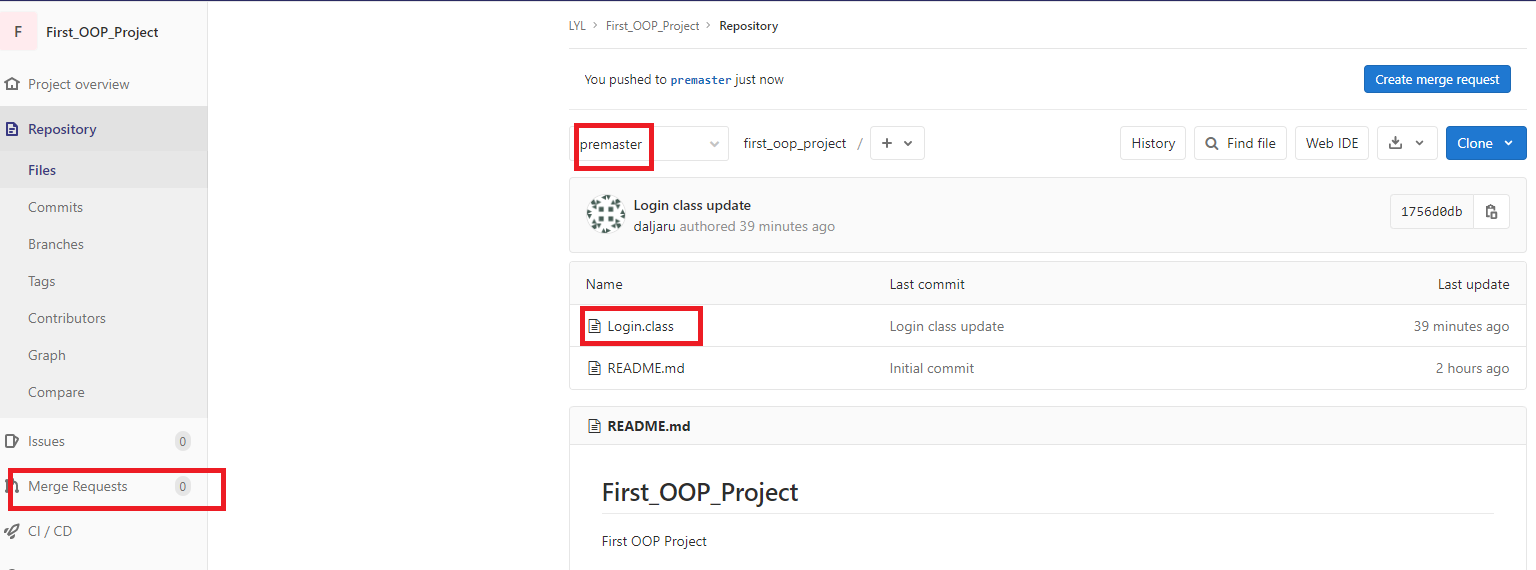 F First_OOP_Project
Project overview
Repository
Files
Commits
Branches
Tags
Contributors
Graph
Compare
Issues 0
Merge Requests 0
CI / CD
LYL > First_OOP_Project > Repository
You pushed to premaster just now
Create merge request
premaster
first_oop_project / +
History
Find file
Web IDE
Clone
Login class update
daljaru authored 39 minutes ago
1756d0db
Name Last commit Last update
Login.class Login class update 39 minutes ago
README.md Initial commit 2 hours ago
README.md
First_OOP_Project
First OOP Project